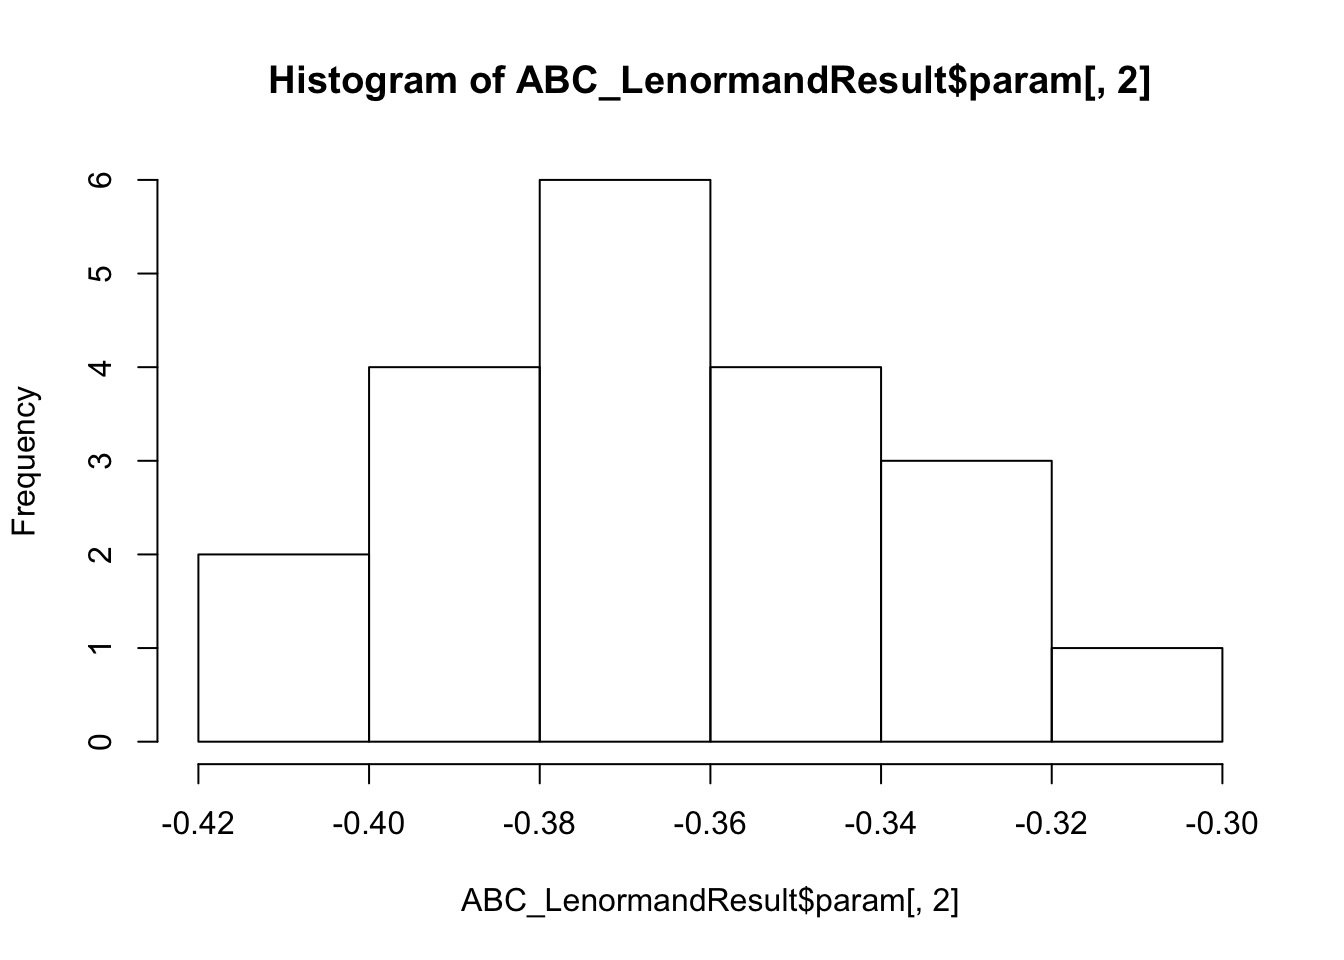 Histogram of ABC_LenormandResult$param[, 2]
Frequency
6
5
4
3
2
1
0
-0.42 -0.40 -0.38 -0.36 -0.34 -0.32 -0.30
ABC_LenormandResult$param[, 2]